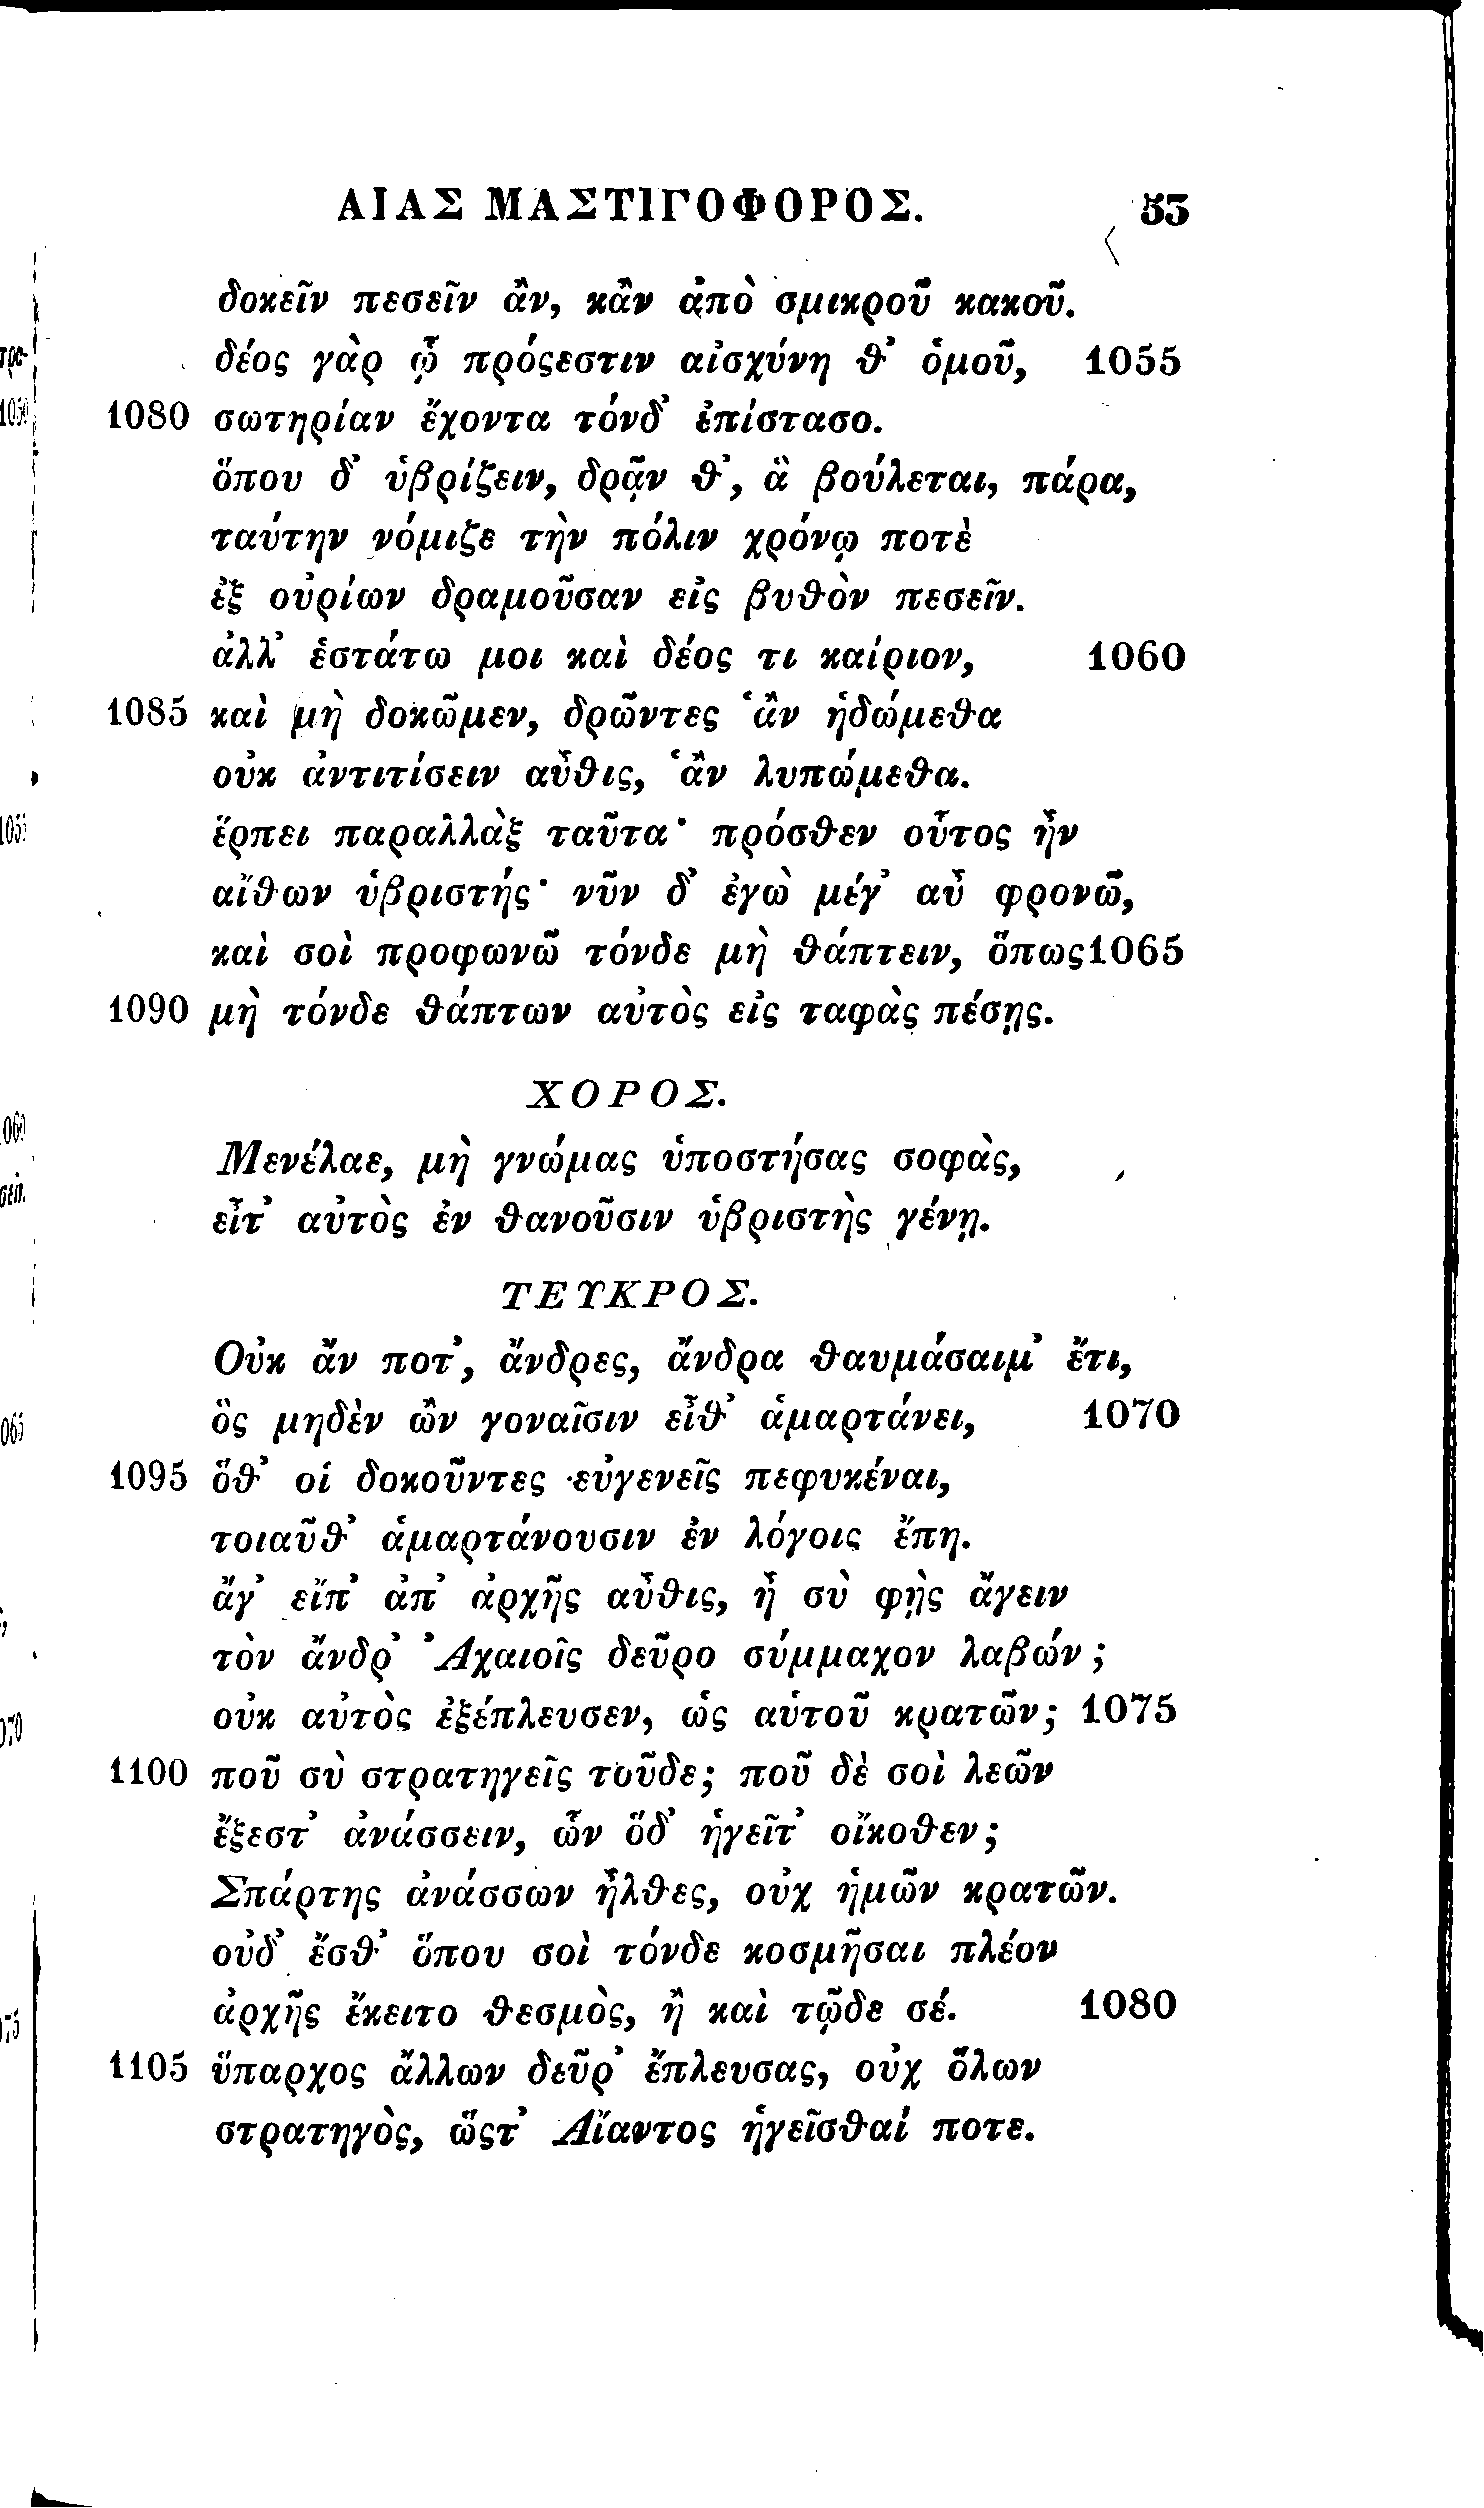 ΑΙΑΣ ΜΑΣΤΙΓΟΦΟΡΟΣ. 53
δοκεῖν πεσεῖν ἂν, κἂν ἀπὸ σμικροῦ κακοῦ.
δέος γὰρ ᾧ πρόςεστιν αἰσχύνη θ’ ὁμοῦ, 1055
1080 σωτηρίαν ἔχοντα τόνδ’ ἐπίστασο.
ὅπου δ’ ὑβρίζειν, δρᾷν θ’, ἃ βούλεται, πάρα,
ταύτην νόμιζε τὴν πόλιν χρόνῳ ποτὲ
ἐξ οὐρίων δραμοῦσαν εἰς βυθὸν πεσεῖν.
ἀλλ’ ἑστάτω μοι καὶ δέος τι καίριον, 1060
1085 καὶ μὴ δοκῶμεν, δρῶντες ἃν ἡδώμεθα
οὐκ ἀντιτίσειν αὖθις, ἃν λυπώμεθα.
ἕρπει παραλλὰξ ταῦτα· πρόσθεν οὗτος ἦν
αἴθων ὑβριστής· νῦν δ’ ἐγὼ μέγ’ αὖ φρονῶ,
καὶ σοὶ προφωνῶ τόνδε μὴ θάπτειν, ὅπως 1065
1090 μὴ τόνδε θάπτων αὐτὸς εἰς ταφὰς πέσῃς.
ΧΟΡΟΣ.
Μενέλαε, μὴ γνώμας ὑποστήσας σοφὰς,
εἶτ’ αὐτὸς ἐν θανοῦσιν ὑβριστὴς γένῃ.
ΤΕΥΚΡΟΣ.
Οὐκ ἄν ποτ’, ἄνδρες, ἄνδρα θαυμάσαιμ’ ἔτι,
ὃς μηδὲν ὢν γοναῖσιν εἶθ’ ἁμαρτάνει, 1070
1095 ὅθ’ οἱ δοκοῦντες εὐγενεῖς πεφυκέναι,
τοιαῦθ’ ἁμαρτάνουσιν ἐν λόγοις ἔπη.
ἄγ’ εἴπ’ ἀπ’ ἀρχῆς αὖθις, ἦ σὺ φῂς ἄγειν
τὸν ἄνδρ’ Ἀχαιοῖς δεῦρο σύμμαχον λαβών;
οὐκ αὐτὸς ἐξέπλευσεν, ὡς αὑτοῦ κρατῶν; 1075
1100 ποῦ σὺ στρατηγεῖς τοῦδε; ποῦ δὲ σοὶ λεῶν
ἔξεστ’ ἀνάσσειν, ὧν ὅδ’ ἡγεῖτ’ οἴκοθεν;
Σπάρτης ἀνάσσων ἦλθες, οὐχ ἡμῶν κρατῶν.
οὐδ’ ἔσθ’ ὅπου σοὶ τόνδε κοσμῆσαι πλέον
ἀρχῆς ἔκειτο θεσμὸς, ἢ καὶ τῷδε σέ. 1080
1105 ὕπαρχος ἄλλων δεῦρ’ ἔπλευσας, οὐχ ὅλων
στρατηγὸς, ὥςτ’ Αἴαντος ἡγεῖσθαί ποτε.